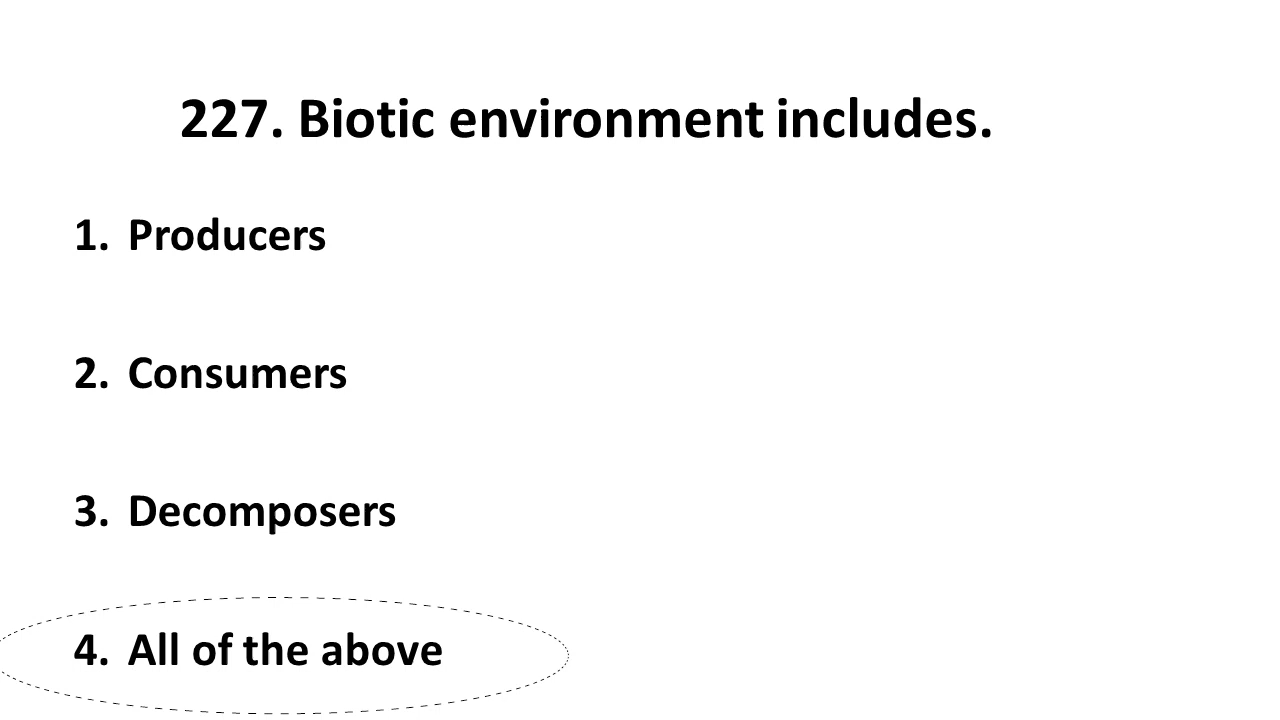 227. Biotic environment includes.
1. Producers
2. Consumers
3. Decomposers
4. All of the above